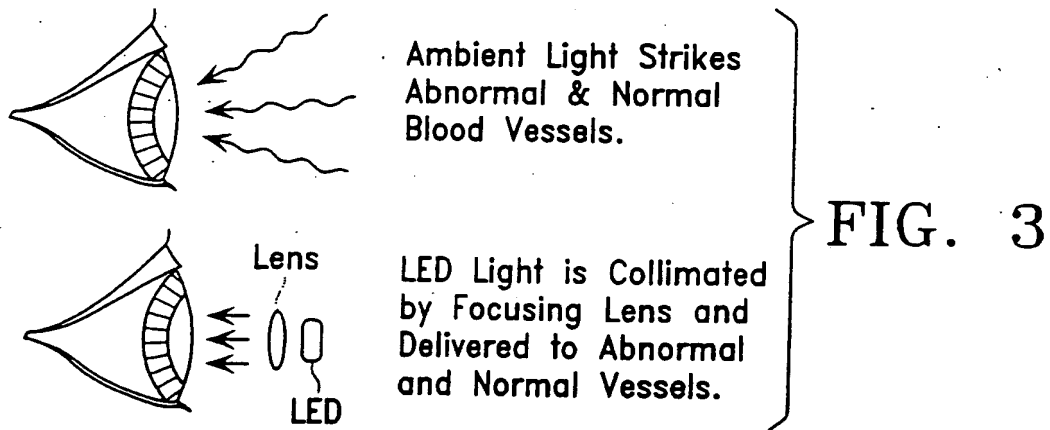 Ambient Light Strikes
Abnormal & Normal
Blood Vessels.
FIG. 3
Lens
LED
LED Light is Collimated
by Focusing Lens and
Delivered to Abnormal
and Normal Vessels.